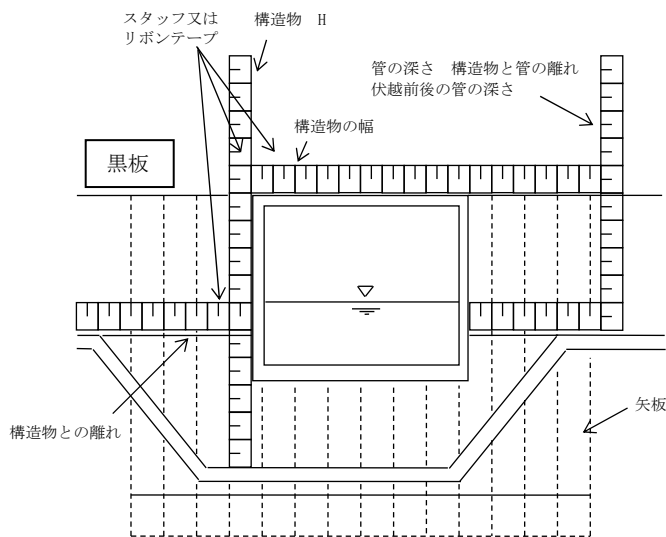 スタッフ又は
リボンテープ
構造物　H
管の深さ　構造物と管の離れ
伏越前後の管の深さ
構造物の幅
黒板
構造物との離れ
矢板